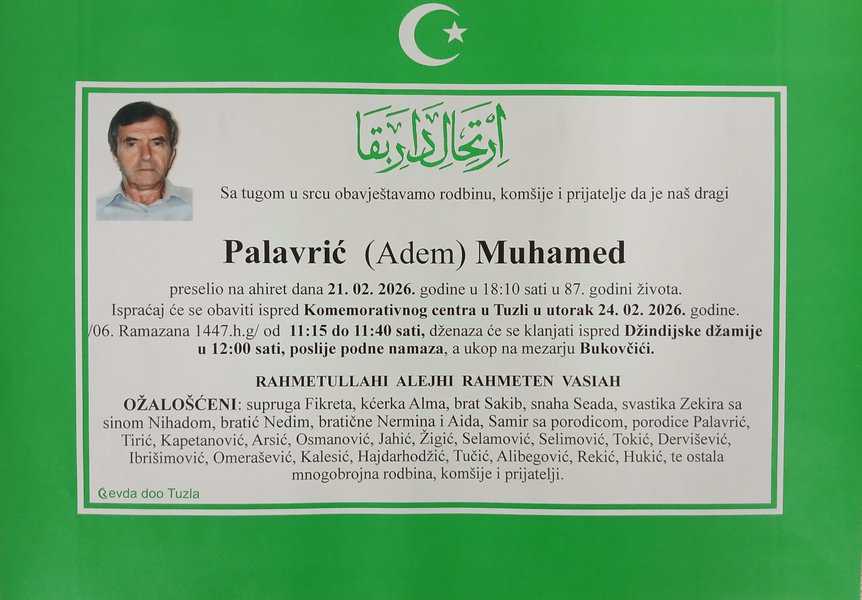 اِرْتِحَالِ دَارِ بَقَا
Sa tugom u srcu obavještavamo rodbinu, komšije i prijatelje da je naš dragi
Palavrić (Adem) Muhamed
preselio na ahiret dana 21. 02. 2026. godine u 18:10 sati u 87. godini života.
Ispraćaj će se obaviti ispred Komemorativnog centra u Tuzli u utorak 24. 02. 2026. godine.
/06. Ramazana 1447.h.g/ od 11:15 do 11:40 sati, dženaza će se klanjati ispred Džindijske džamije
u 12:00 sati, poslije podne namaza, a ukop na mezarju Bukovčići.
RAHMETULLAHI ALEJHI RAHMETEN VASIAH
OŽALOŠĆENI: supruga Fikreta, kćerka Alma, brat Sakib, snaha Seada, svastika Zekira sa
sinom Nihadom, bratić Nedim, bratične Nermina i Aida, Samir sa porodicom, porodice Palavrić,
Tirić, Kapetanović, Arsić, Osmanović, Jahić, Žigić, Selamović, Selimović, Tokić, Dervišević,
Ibrišimović, Omerašević, Kalesić, Hajdarhodžić, Tučić, Alibegović, Rekić, Hukić, te ostala
mnogobrojna rodbina, komšije i prijatelji.
Cevda doo Tuzla